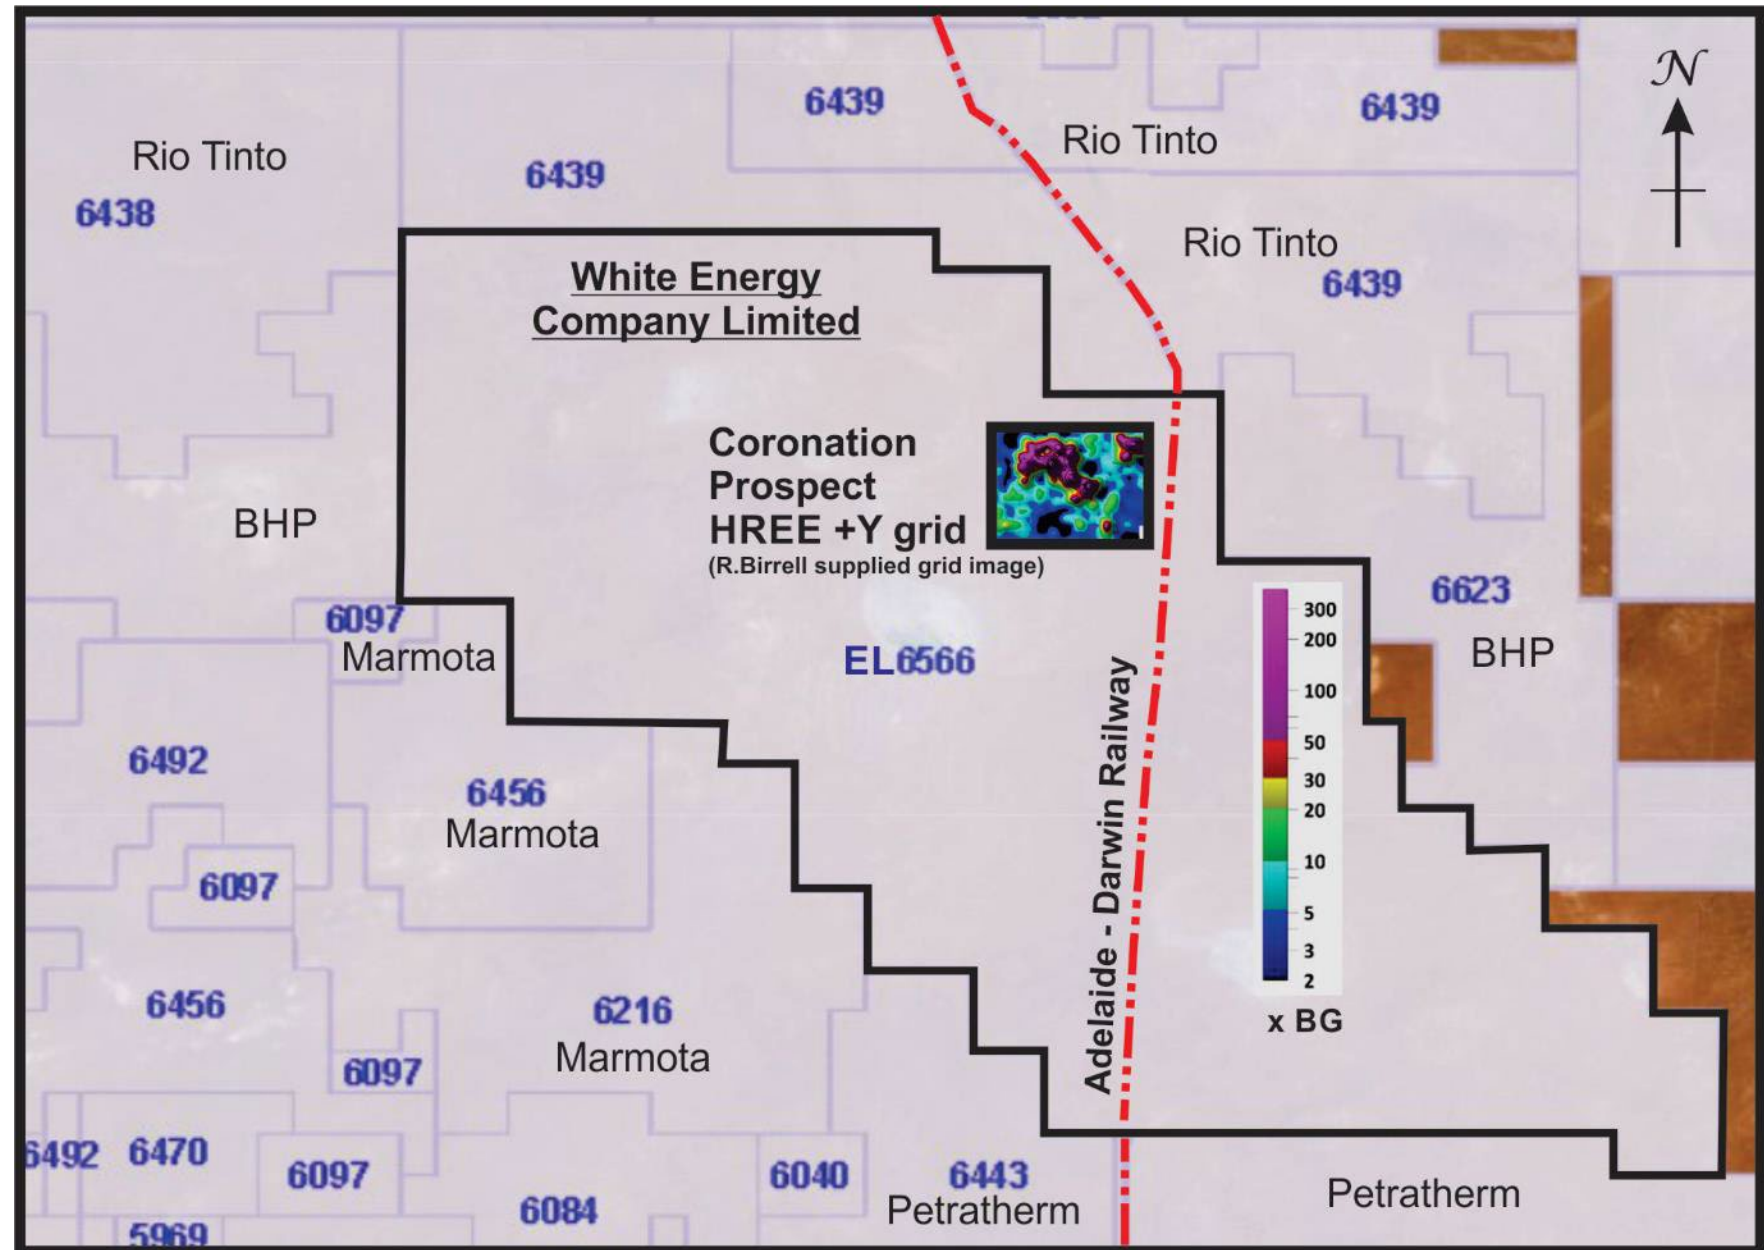 6439
6439
Rio Tinto
Rio Tinto
6438
6439
N
Rio Tinto
6439
White Energy
Company Limited
Coronation
Prospect
HREE +Y grid
(R.Birrell supplied grid image)
BHP
6097
Marmota
EL6566
6623
BHP
300
200
100
50
30
20
10
5
3
2
x BG
Adelaide - Darwin Railway
6492
6456
Marmota
6097
6456
6216
Marmota
6097
6492
6470
6097
6084
6040
6443
Petratherm
Petratherm
5969